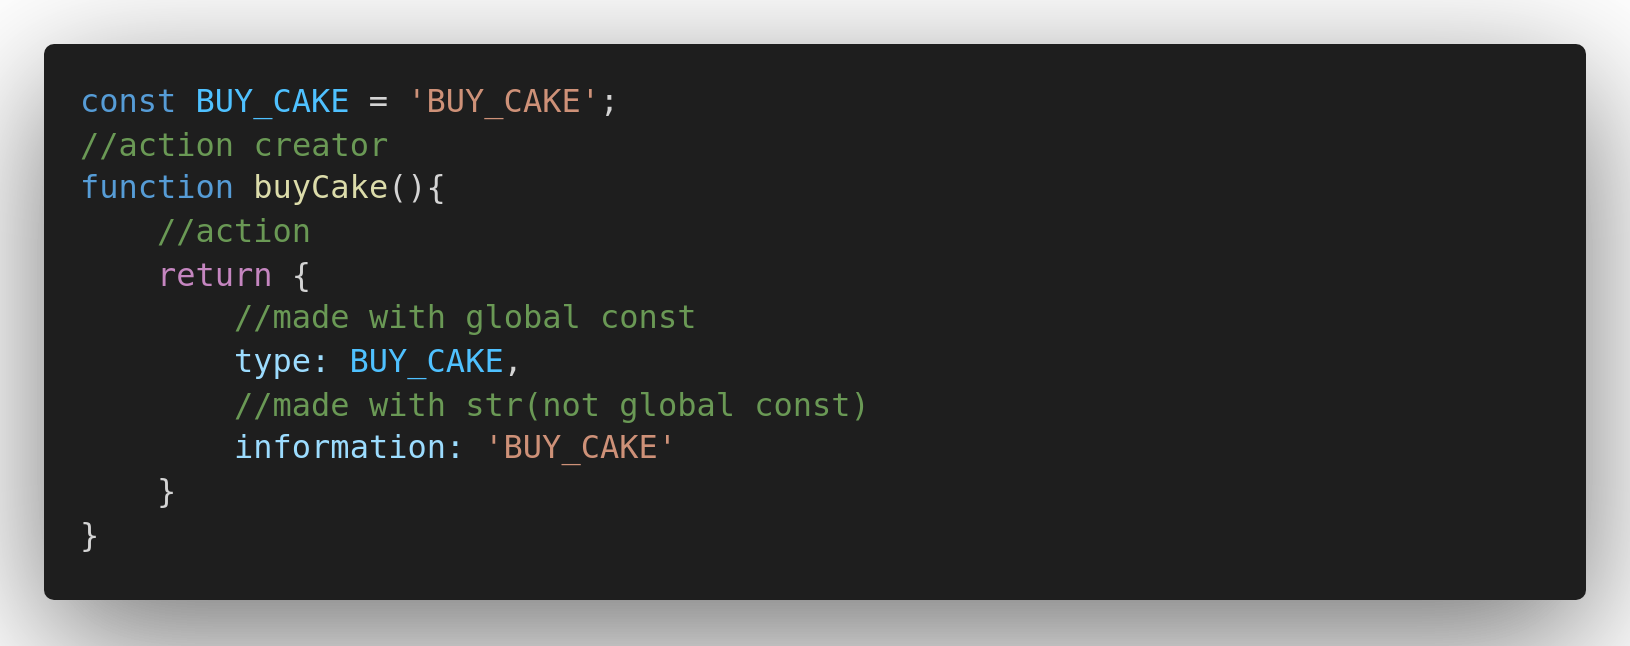 const BUY_CAKE = 'BUY_CAKE';
//action creator
function buyCake(){
    //action
    return {
        //made with global const
        type: BUY_CAKE,
        //made with str(not global const)
        information: 'BUY_CAKE'
    }
}